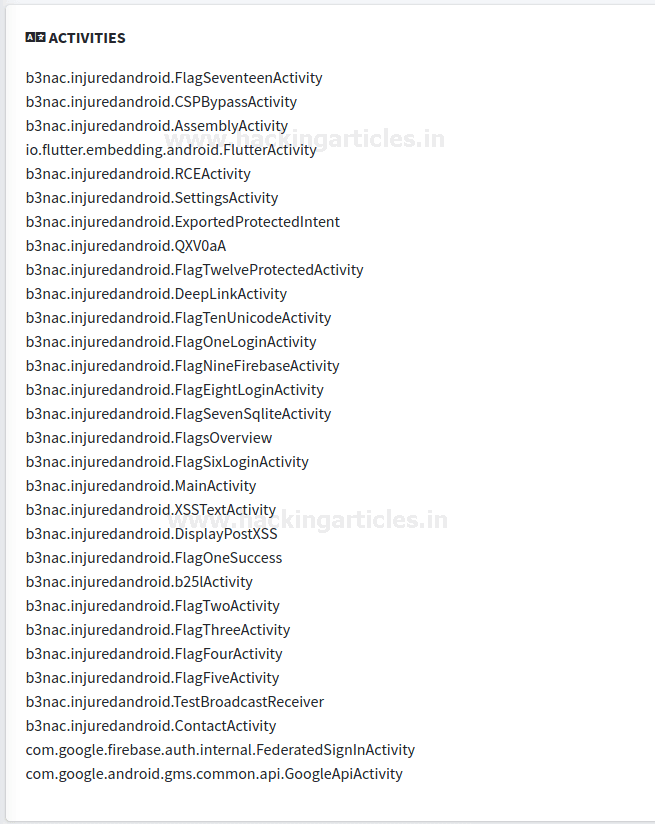 ACTIVITIES
b3nac.injuredandroid.FlagSeventeenActivity
b3nac.injuredandroid.CSPBypassActivity
b3nac.injuredandroid.AssemblyActivity
www.hackingarticles.in
io.flutter.embedding.android.FlutterActivity
b3nac.injuredandroid.RCEActivity
b3nac.injuredandroid.SettingsActivity
b3nac.injuredandroid.ExportedProtectedIntent
b3nac.injuredandroid.QXV0aA
b3nac.injuredandroid.FlagTwelveProtectedActivity
b3nac.injuredandroid.DeepLinkActivity
b3nac.injuredandroid.FlagTenUnicodeActivity
b3nac.injuredandroid.FlagOneLoginActivity
b3nac.injuredandroid.FlagNineFirebaseActivity
b3nac.injuredandroid.FlagEightLoginActivity
b3nac.injuredandroid.FlagSevenSqliteActivity
b3nac.injuredandroid.FlagsOverview
b3nac.injuredandroid.FlagSixLoginActivity
b3nac.injuredandroid.MainActivity
b3nac.injuredandroid.XSSTextActivity
www.hackingarticles.in
b3nac.injuredandroid.DisplayPostXSS
b3nac.injuredandroid.FlagOneSuccess
b3nac.injuredandroid.b25lActivity
b3nac.injuredandroid.FlagTwoActivity
b3nac.injuredandroid.FlagThreeActivity
b3nac.injuredandroid.FlagFourActivity
b3nac.injuredandroid.FlagFiveActivity
b3nac.injuredandroid.TestBroadcastReceiver
b3nac.injuredandroid.ContactActivity
com.google.firebase.auth.internal.FederatedSignInActivity
com.google.android.gms.common.api.GoogleApiActivity